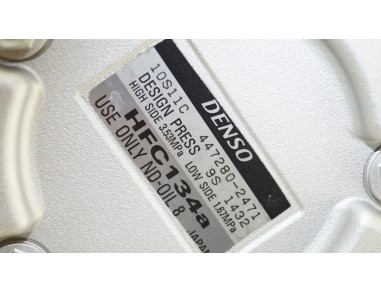 DENSO
10S11C 447280-2471
DESIGN PRESS 9S 1432
HIGH SIDE 3.53MPa LOW SIDE 1.67MPa
HFC134a
USE ONLY ND-OIL 8
JAPAN